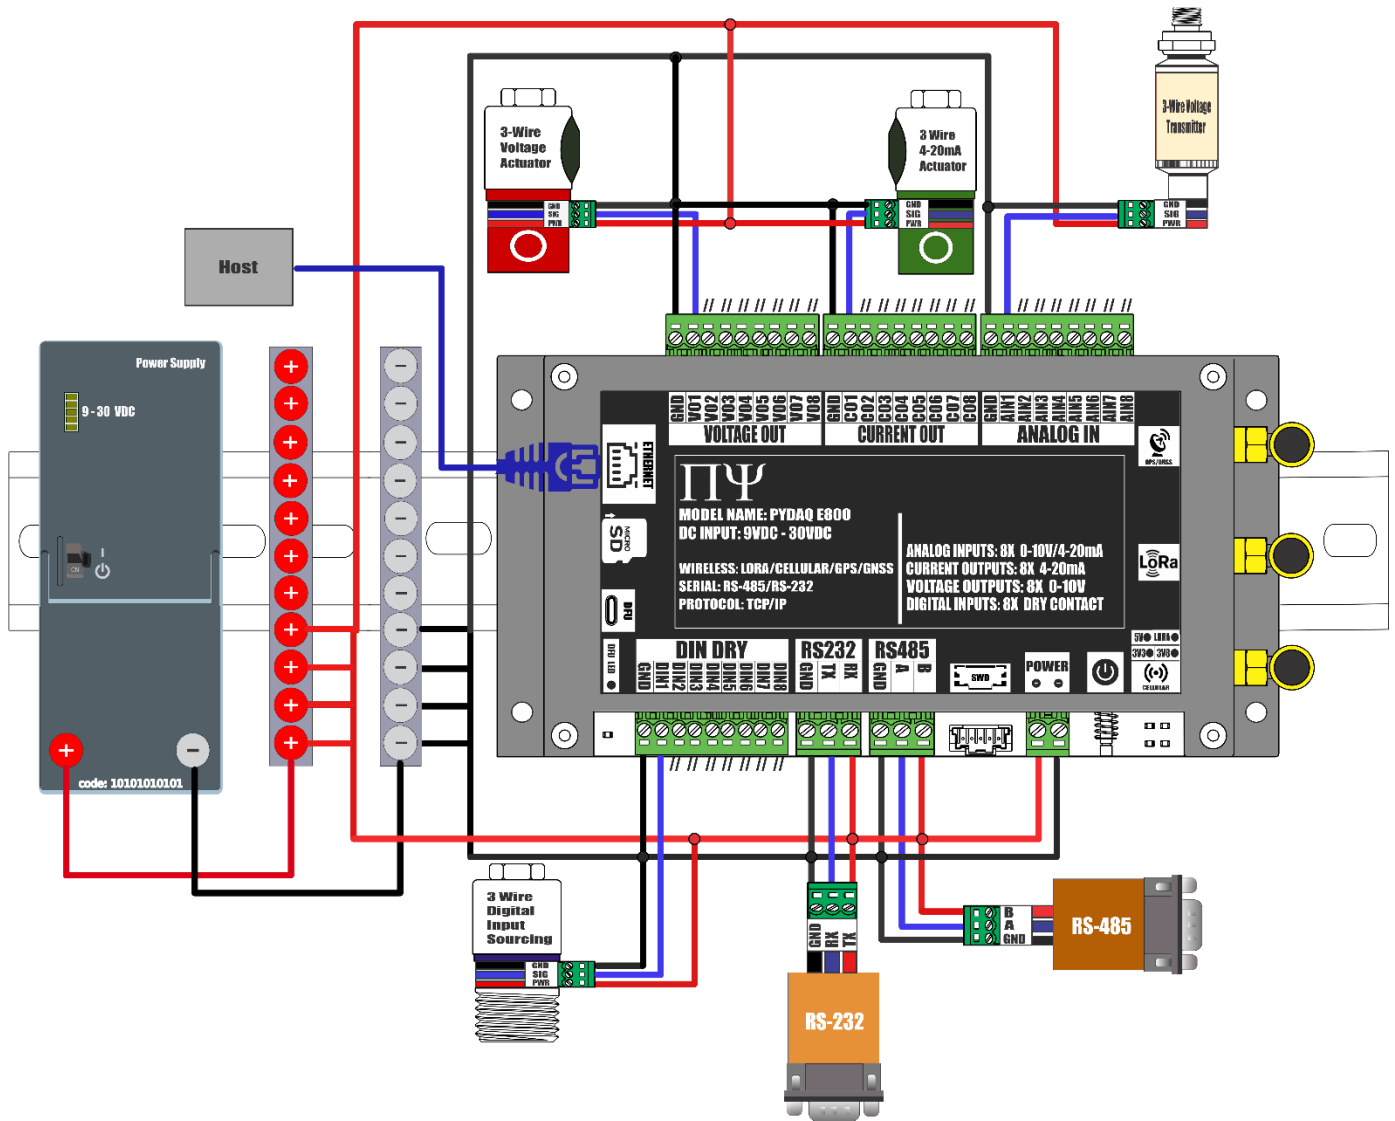 3-Wire
Voltage
Actuator
GND
SIG
PWR
3 Wire
4-20mA
Actuator
GND
SIG
PWR
3-Wire Voltage
Transmitter
GND
SIG
PWR
Host
Power Supply
9 - 30 VDC
ON
code: 10101010101
GND
VO1
VO2
VO3
VO4
VO5
VO6
VO7
VO8
VOLTAGE OUT
GND
CO1
CO2
CO3
CO4
CO5
CO6
CO7
CO8
CURRENT OUT
GND
AIN1
AIN2
AIN3
AIN4
AIN5
AIN6
AIN7
AIN8
ANALOG IN
ETHERNET
MICRO
SD
DFU
DFU LED
GPS/GNSS
LoRa
5V LORA
3V3 3V8
CELLULAR
ΠΨ
MODEL NAME: PYDAQ E800
DC INPUT: 9VDC - 30VDC
WIRELESS: LORA/CELLULAR/GPS/GNSS
SERIAL: RS-485/RS-232
PROTOCOL: TCP/IP
ANALOG INPUTS: 8X 0-10V/4-20mA
CURRENT OUTPUTS: 8X 4-20mA
VOLTAGE OUTPUTS: 8X 0-10V
DIGITAL INPUTS: 8X DRY CONTACT
DIN DRY
GND
DIN1
DIN2
DIN3
DIN4
DIN5
DIN6
DIN7
DIN8
RS232
GND
TX
RX
RS485
GND
A
B
SWD
POWER
3 Wire
Digital
Input
Sourcing
GND
SIG
PWR
GND
RX
TX
RS-232
B
A
GND
RS-485